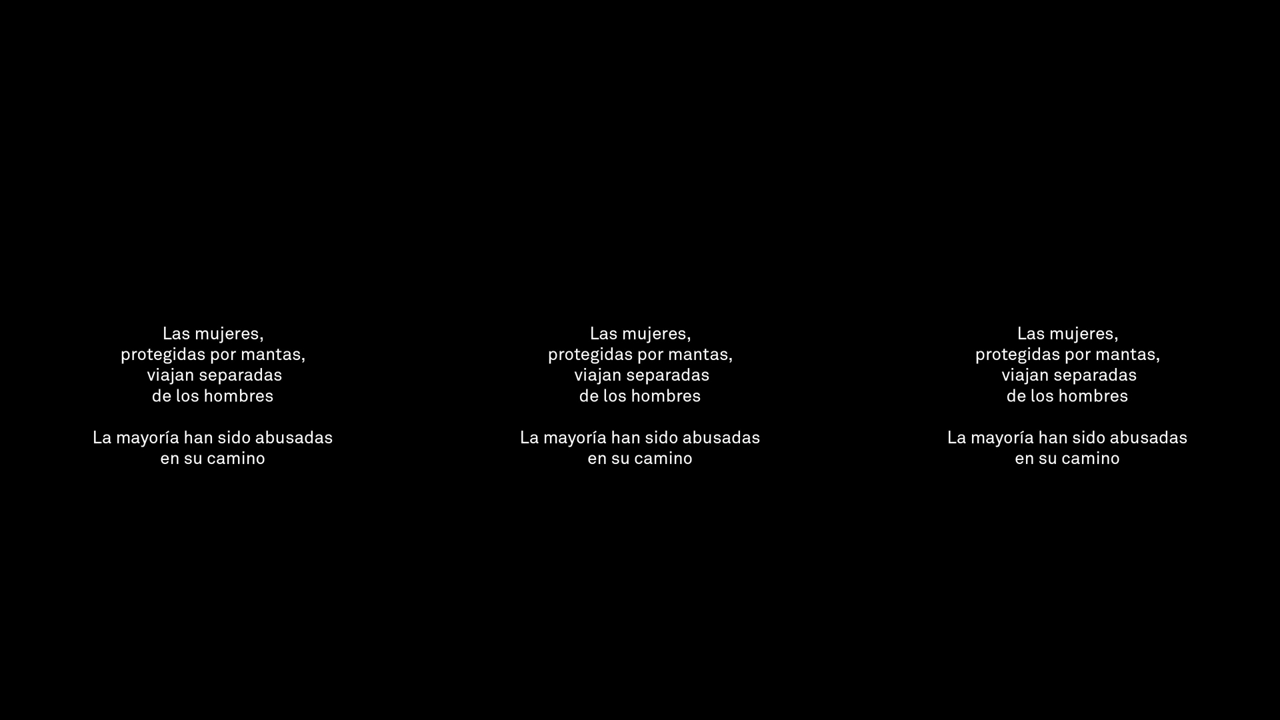 Las mujeres,
protegidas por mantas,
viajan separadas
de los hombres
La mayoría han sido abusadas
en su camino
Las mujeres,
protegidas por mantas,
viajan separadas
de los hombres
La mayoría han sido abusadas
en su camino
Las mujeres,
protegidas por mantas,
viajan separadas
de los hombres
La mayoría han sido abusadas
en su camino